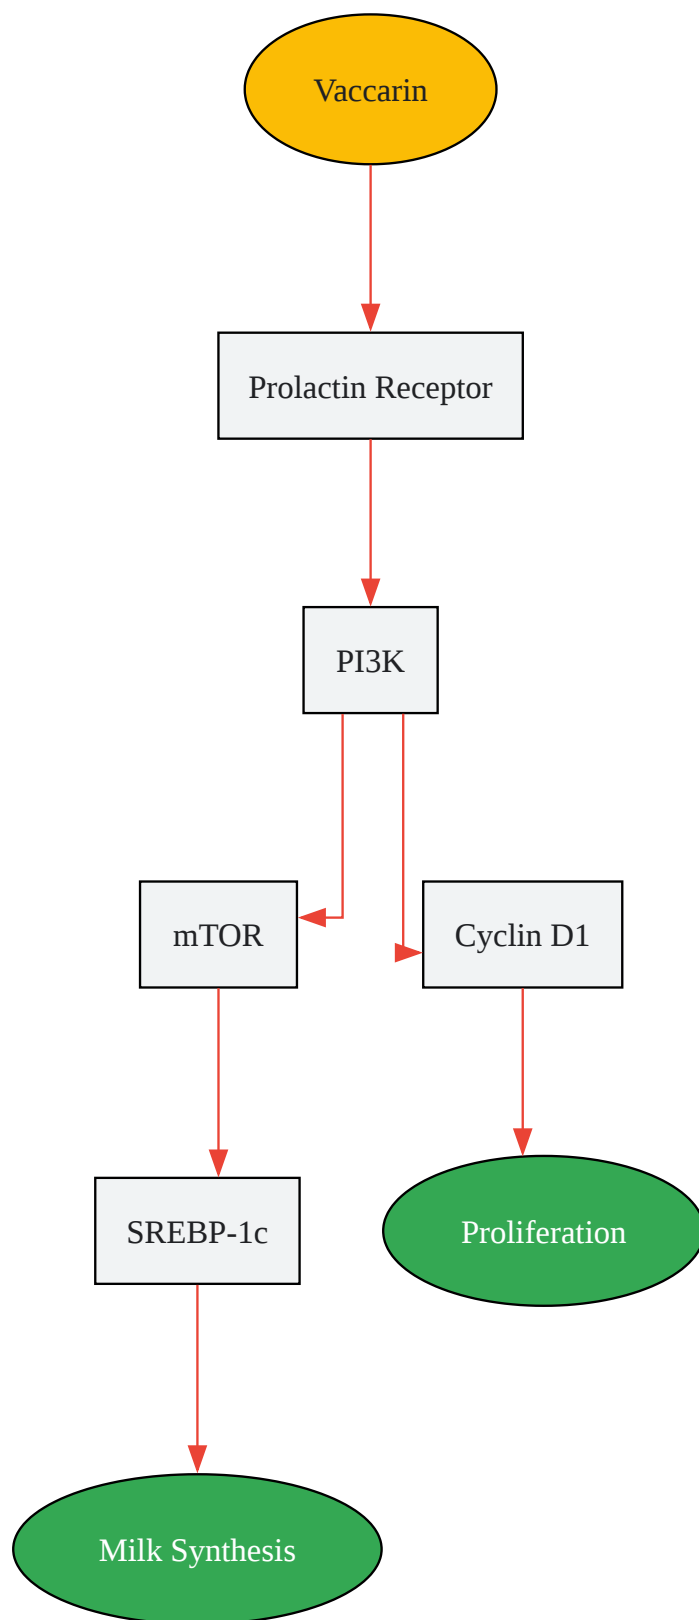 Vaccarin
Prolactin Receptor
PI3K
mTOR
Cyclin D1
SREBP-1c
Proliferation
Milk Synthesis